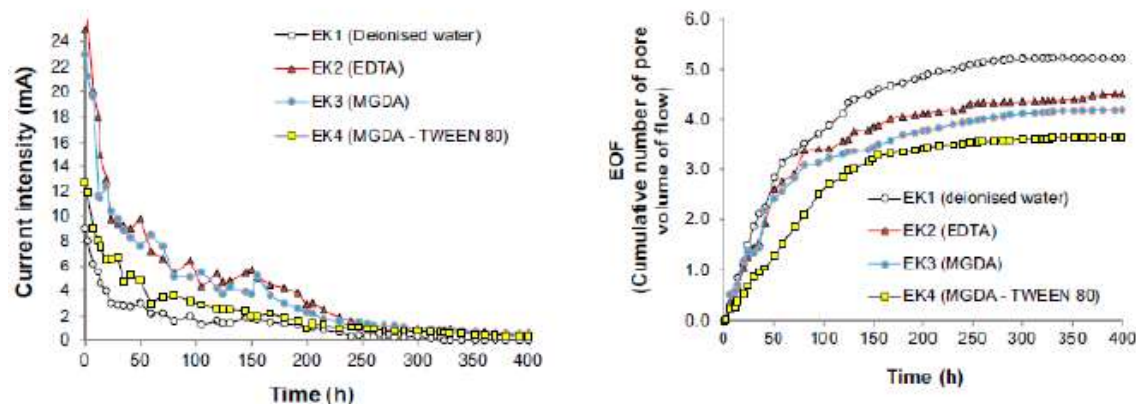 Current intensity (mA)
24
22
20
18
16
14
12
10
8
6
4
2
0
EK1 (Deionised water)
EK2 (EDTA)
EK3 (MGDA)
EK4 (MGDA - TWEEN 80)
0 50 100 150 200 250 300 350 400
Time (h)
EOF
(Cumulative number of pore
volume of flow)
6.0
5.0
4.0
3.0
2.0
1.0
0.0
EK1 (deionised water)
EK2 (EDTA)
EK3 (MGDA)
EK4 (MGDA - TWEEN 80)
0 50 100 150 200 250 300 350 400
Time (h)